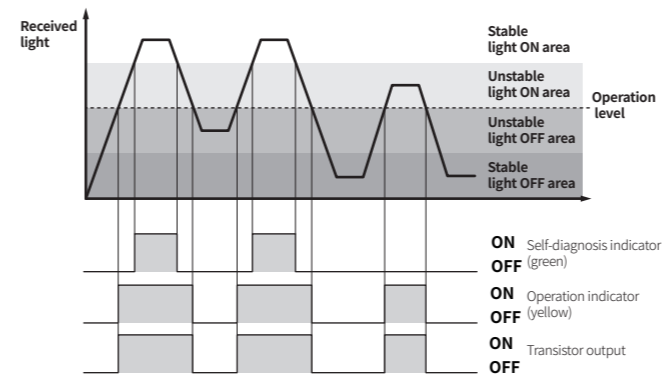 Received
light
Stable
light ON area
Unstable
light ON area
Operation
level
Unstable
light OFF area
Stable
light OFF area
ON
OFF
Self-diagnosis indicator
(green)
ON
OFF
Operation indicator
(yellow)
ON
OFF
Transistor output